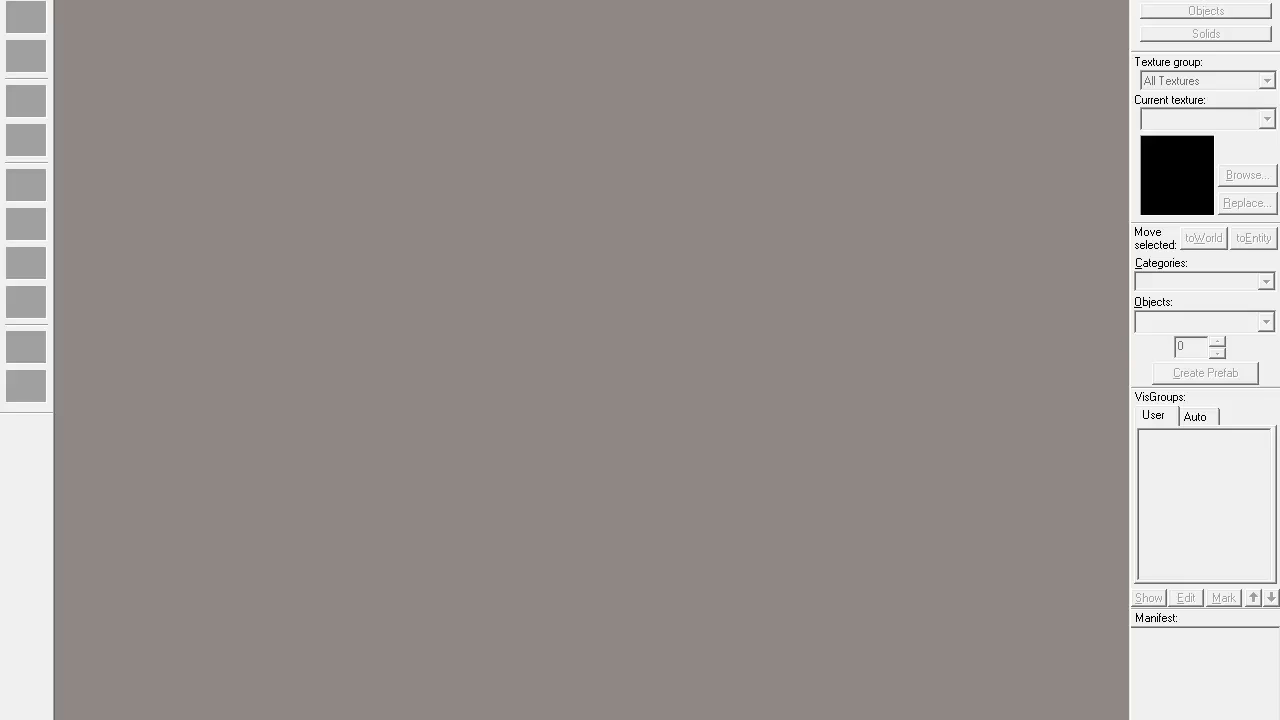 Objects
Solids
Texture group:
All Textures
Current texture:
Browse...
Replace...
Move
selected:
toWorld
toEntity
Categories:
Objects:
0
Create Prefab
VisGroups:
User
Auto
Show
Edit
Mark
Manifest: